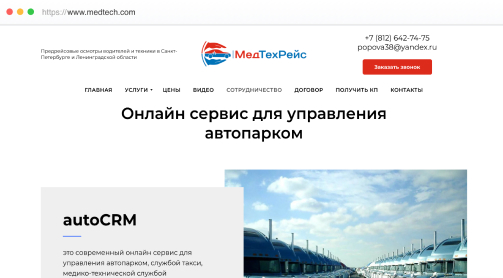 https://www.medtech.com
Предрейсовые осмотры водителей и техники в Санкт-
Петербурге и Ленинградской области
МедТехРейс
+7 (812) 642-74-75
popova38@yandex.ru
Заказать звонок
ГЛАВНАЯ УСЛУГИ ЦЕНЫ ВИДЕО СОТРУДНИЧЕСТВО ДОГОВОР ПОЛУЧИТЬ КП КОНТАКТЫ
Онлайн сервис для управления
автопарком
autoCRM
это современный онлайн сервис для
управления автопарком, службой такси,
медико-технической службой